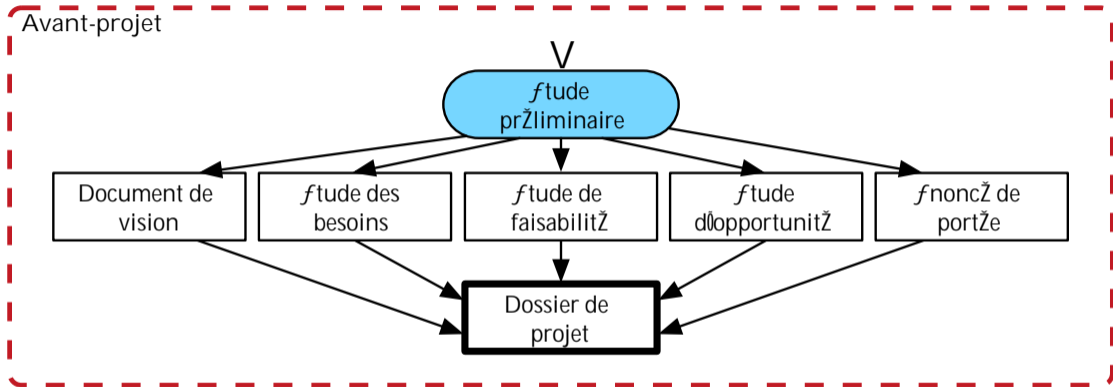 Avant-projet
V
ƒtude
prŽliminaire
Document de
vision
ƒtude des
besoins
ƒtude de
faisabilitŽ
ƒtude
dÕopportunitŽ
ƒnoncŽ de
portŽe
Dossier de
projet